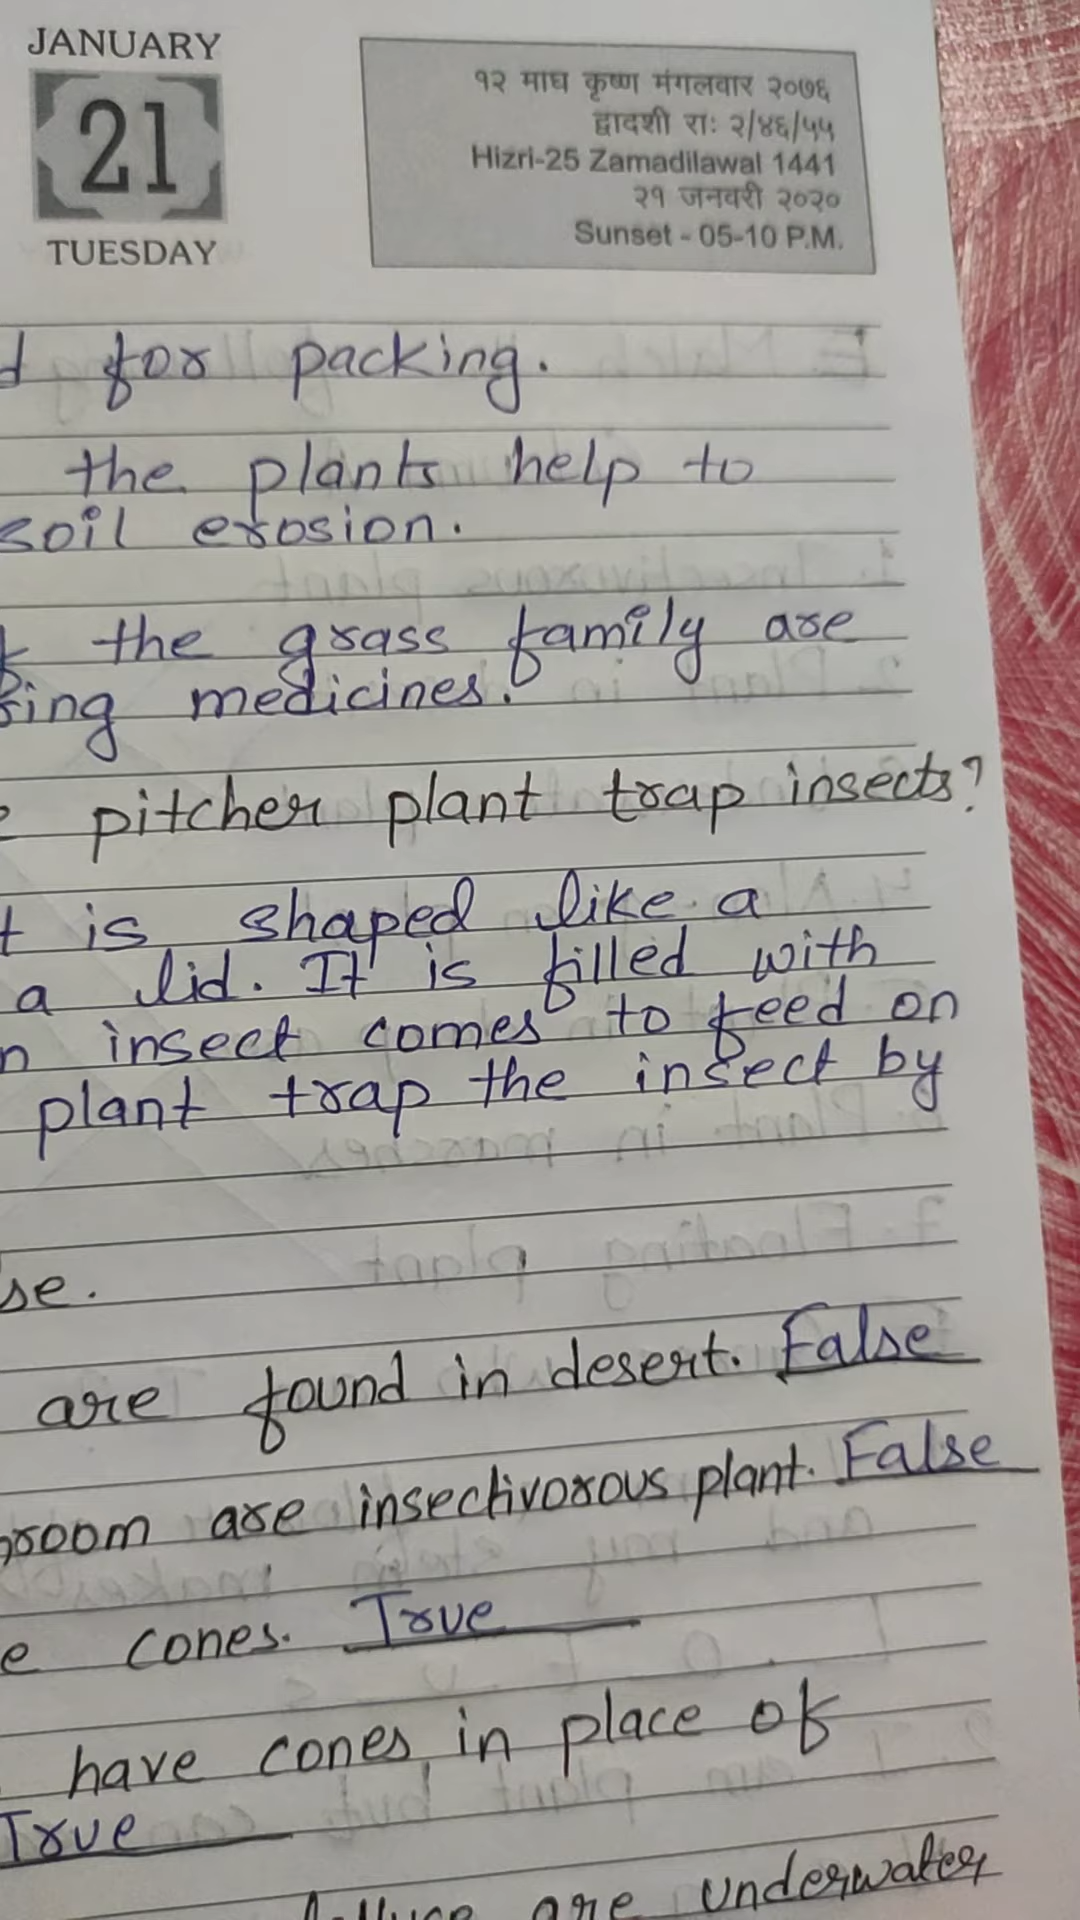 JANUARY
21
TUESDAY
१२ माघ कृष्ण मंगलवार २०७६
द्वादशी रा: २/४६/५५
Hizri-25 Zamadilawal 1441
२१ जनवरी २०२०
Sunset - 05-10 P.M.
for packing.
the plants help to
soil erosion.
the grass family are
medicines.
pitcher plant trap insects?
is shaped like a
a lid. It is filled with
insect comes to feed on
plant trap the insect by
se.
are found in desert. False
room are insectivorous plant. False
cones. True
have cones in place of
True
are underwater